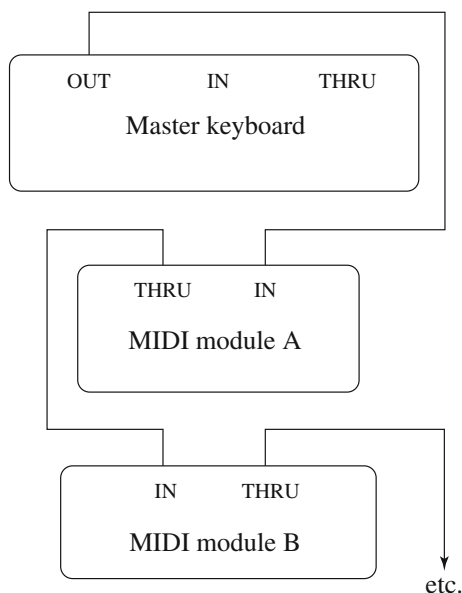 OUT IN THRU
Master keyboard
THRU IN
MIDI module A
IN THRU
MIDI module B
etc.